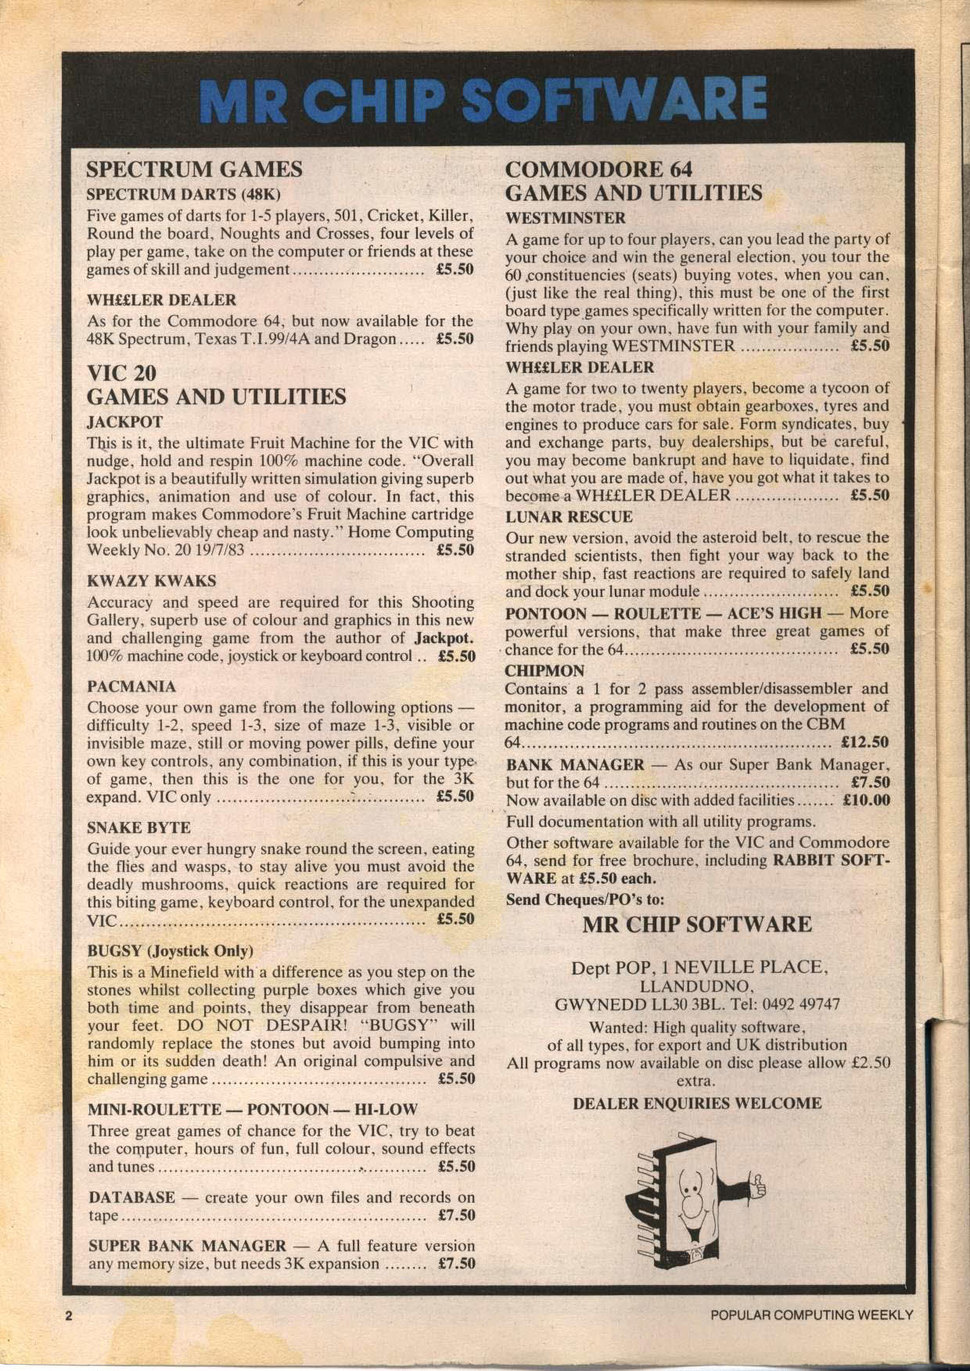 MR CHIP SOFTWARE
SPECTRUM GAMES
SPECTRUM DARTS (48K)
Five games of darts for 1-5 players, 501, Cricket, Killer,
Round the board, Noughts and Crosses, four levels of
play per game, take on the computer or friends at these
games of skill and judgement........................ £5.50
WH££LER DEALER
As for the Commodore 64, but now available for the
48K Spectrum, Texas T.I.99/4A and Dragon..... £5.50
VIC 20
GAMES AND UTILITIES
JACKPOT
This is it, the ultimate Fruit Machine for the VIC with
nudge, hold and respin 100% machine code. “Overall
Jackpot is a beautifully written simulation giving superb
graphics, animation and use of colour. In fact, this
program makes Commodore's Fruit Machine cartridge
look unbelievably cheap and nasty.” Home Computing
Weekly No. 20 19/7/83 ................................ £5.50
KWAZY KWAKS
Accuracy and speed are required for this Shooting
Gallery, superb use of colour and graphics in this new
and challenging game from the author of Jackpot.
100% machine code, joystick or keyboard control .. £5.50
PACMANIA
Choose your own game from the following options —
difficulty 1-2, speed 1-3, size of maze 1-3, visible or
invisible maze, still or moving power pills, define your
own key controls, any combination, if this is your type
of game, then this is the one for you, for the 3K
expand. VIC only ...................................... £5.50
SNAKE BYTE
Guide your ever hungry snake round the screen, eating
the flies and wasps, to stay alive you must avoid the
deadly mushrooms, quick reactions are required for
this biting game, keyboard control, for the unexpanded
VIC........................................................ £5.50
BUGSY (Joystick Only)
This is a Minefield with a difference as you step on the
stones whilst collecting purple boxes which give you
both time and points, they disappear from beneath
your feet. DO NOT DESPAIR! “BUGSY” will
randomly replace the stones but avoid bumping into
him or its sudden death! An original compulsive and
challenging game ....................................... £5.50
MINI-ROULETTE — PONTOON — HI-LOW
Three great games of chance for the VIC, try to beat
the computer, hours of fun, full colour, sound effects
and tunes ................................................ £5.50
DATABASE — create your own files and records on
tape....................................................... £7.50
SUPER BANK MANAGER — A full feature version
any memory size, but needs 3K expansion ........ £7.50
COMMODORE 64
GAMES AND UTILITIES
WESTMINSTER
A game for up to four players, can you lead the party of
your choice and win the general election, you tour the
60 constituencies (seats) buying votes, when you can,
(just like the real thing), this must be one of the first
board type games specifically written for the computer.
Why play on your own, have fun with your family and
friends playing WESTMINSTER .................. £5.50
WH££LER DEALER
A game for two to twenty players, become a tycoon of
the motor trade, you must obtain gearboxes, tyres and
engines to produce cars for sale. Form syndicates, buy
and exchange parts, buy dealerships, but be careful,
you may become bankrupt and have to liquidate, find
out what you are made of, have you got what it takes to
become a WH££LER DEALER ................... £5.50
LUNAR RESCUE
Our new version, avoid the asteroid belt, to rescue the
stranded scientists, then fight your way back to the
mother ship, fast reactions are required to safely land
and dock your lunar module ......................... £5.50
PONTOON — ROULETTE — ACE'S HIGH — More
powerful versions, that make three great games of
chance for the 64....................................... £5.50
CHIPMON
Contains a 1 for 2 pass assembler/disassembler and
monitor, a programming aid for the development of
machine code programs and routines on the CBM
64........................................................ £12.50
BANK MANAGER — As our Super Bank Manager,
but for the 64 .......................................... £7.50
Now available on disc with added facilities ....... £10.00
Full documentation with all utility programs.
Other software available for the VIC and Commodore
64, send for free brochure, including RABBIT SOFT-
WARE at £5.50 each.
Send Cheques/PO's to:
MR CHIP SOFTWARE
Dept POP, 1 NEVILLE PLACE,
LLANDUDNO,
GWYNEDD LL30 3BL. Tel: 0492 49747
Wanted: High quality software,
of all types, for export and UK distribution
All programs now available on disc please allow £2.50
extra.
DEALER ENQUIRIES WELCOME
2
POPULAR COMPUTING WEEKLY